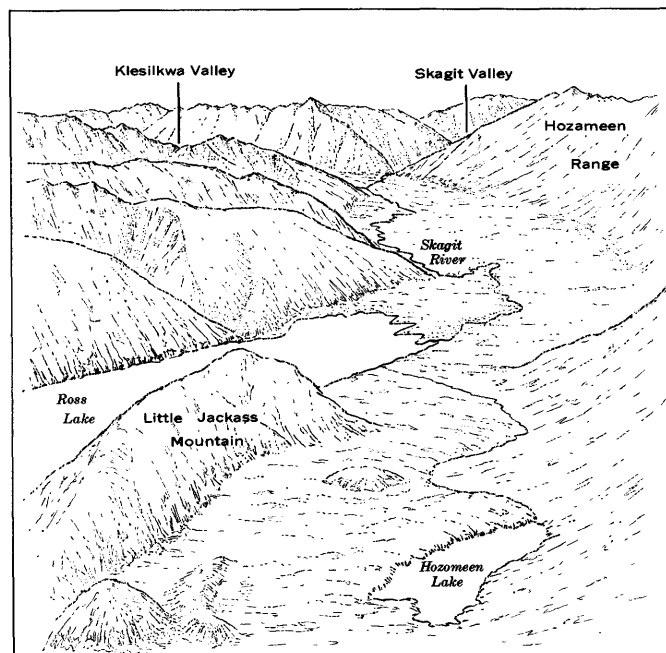 Klesilkwa Valley
Skagit Valley
Hozameen
Range
Skagit
River
Ross
Lake
Little Jackass
Mountain
Hozomeen
Lake